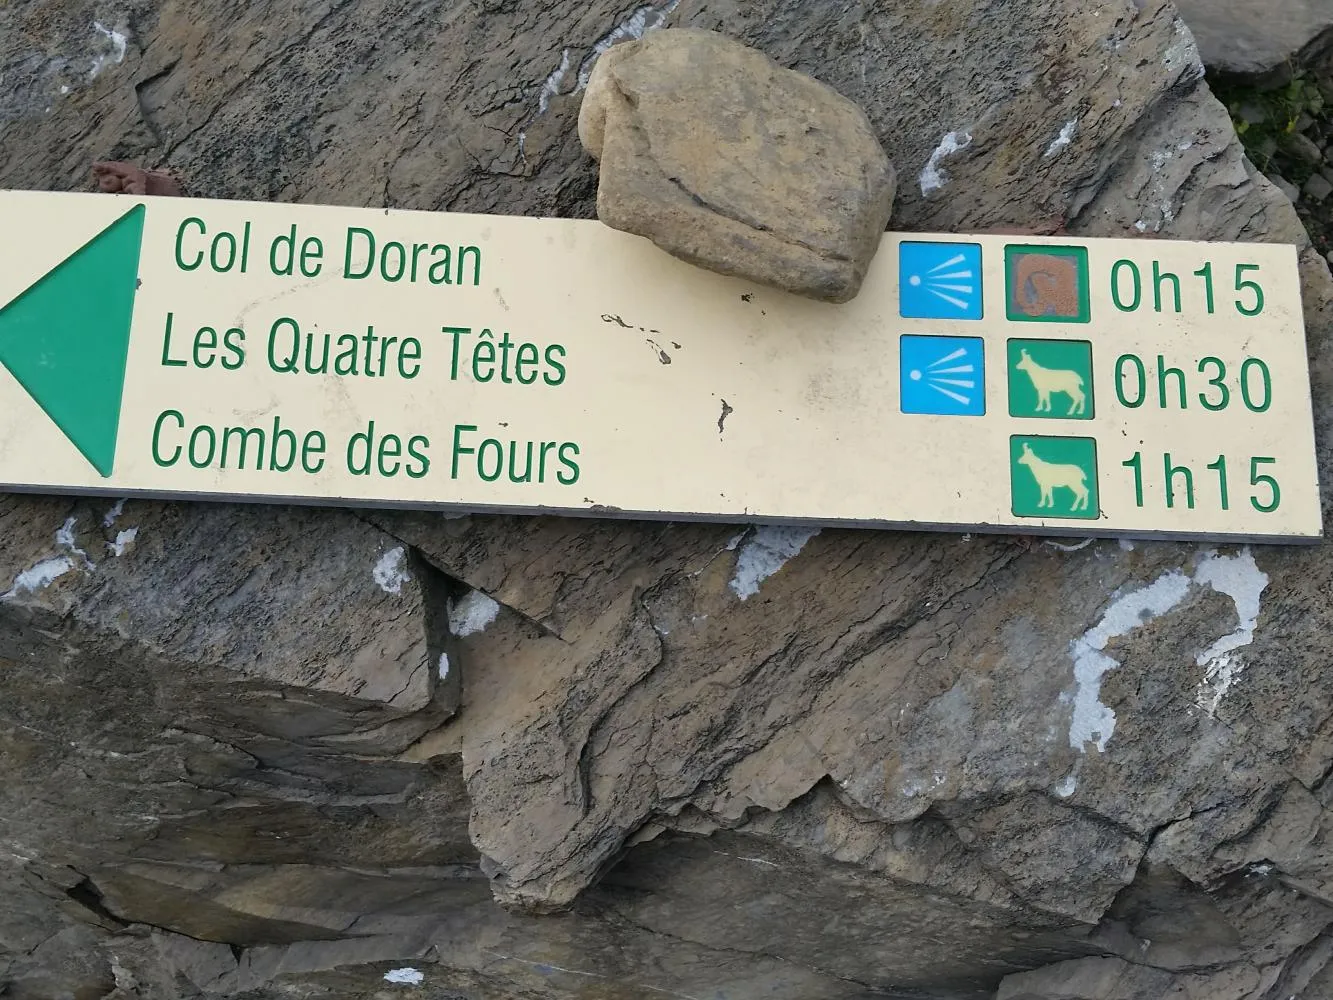 Col de Doran 0h15
Les Quatre Têtes 0h30
Combe des Fours 1h15